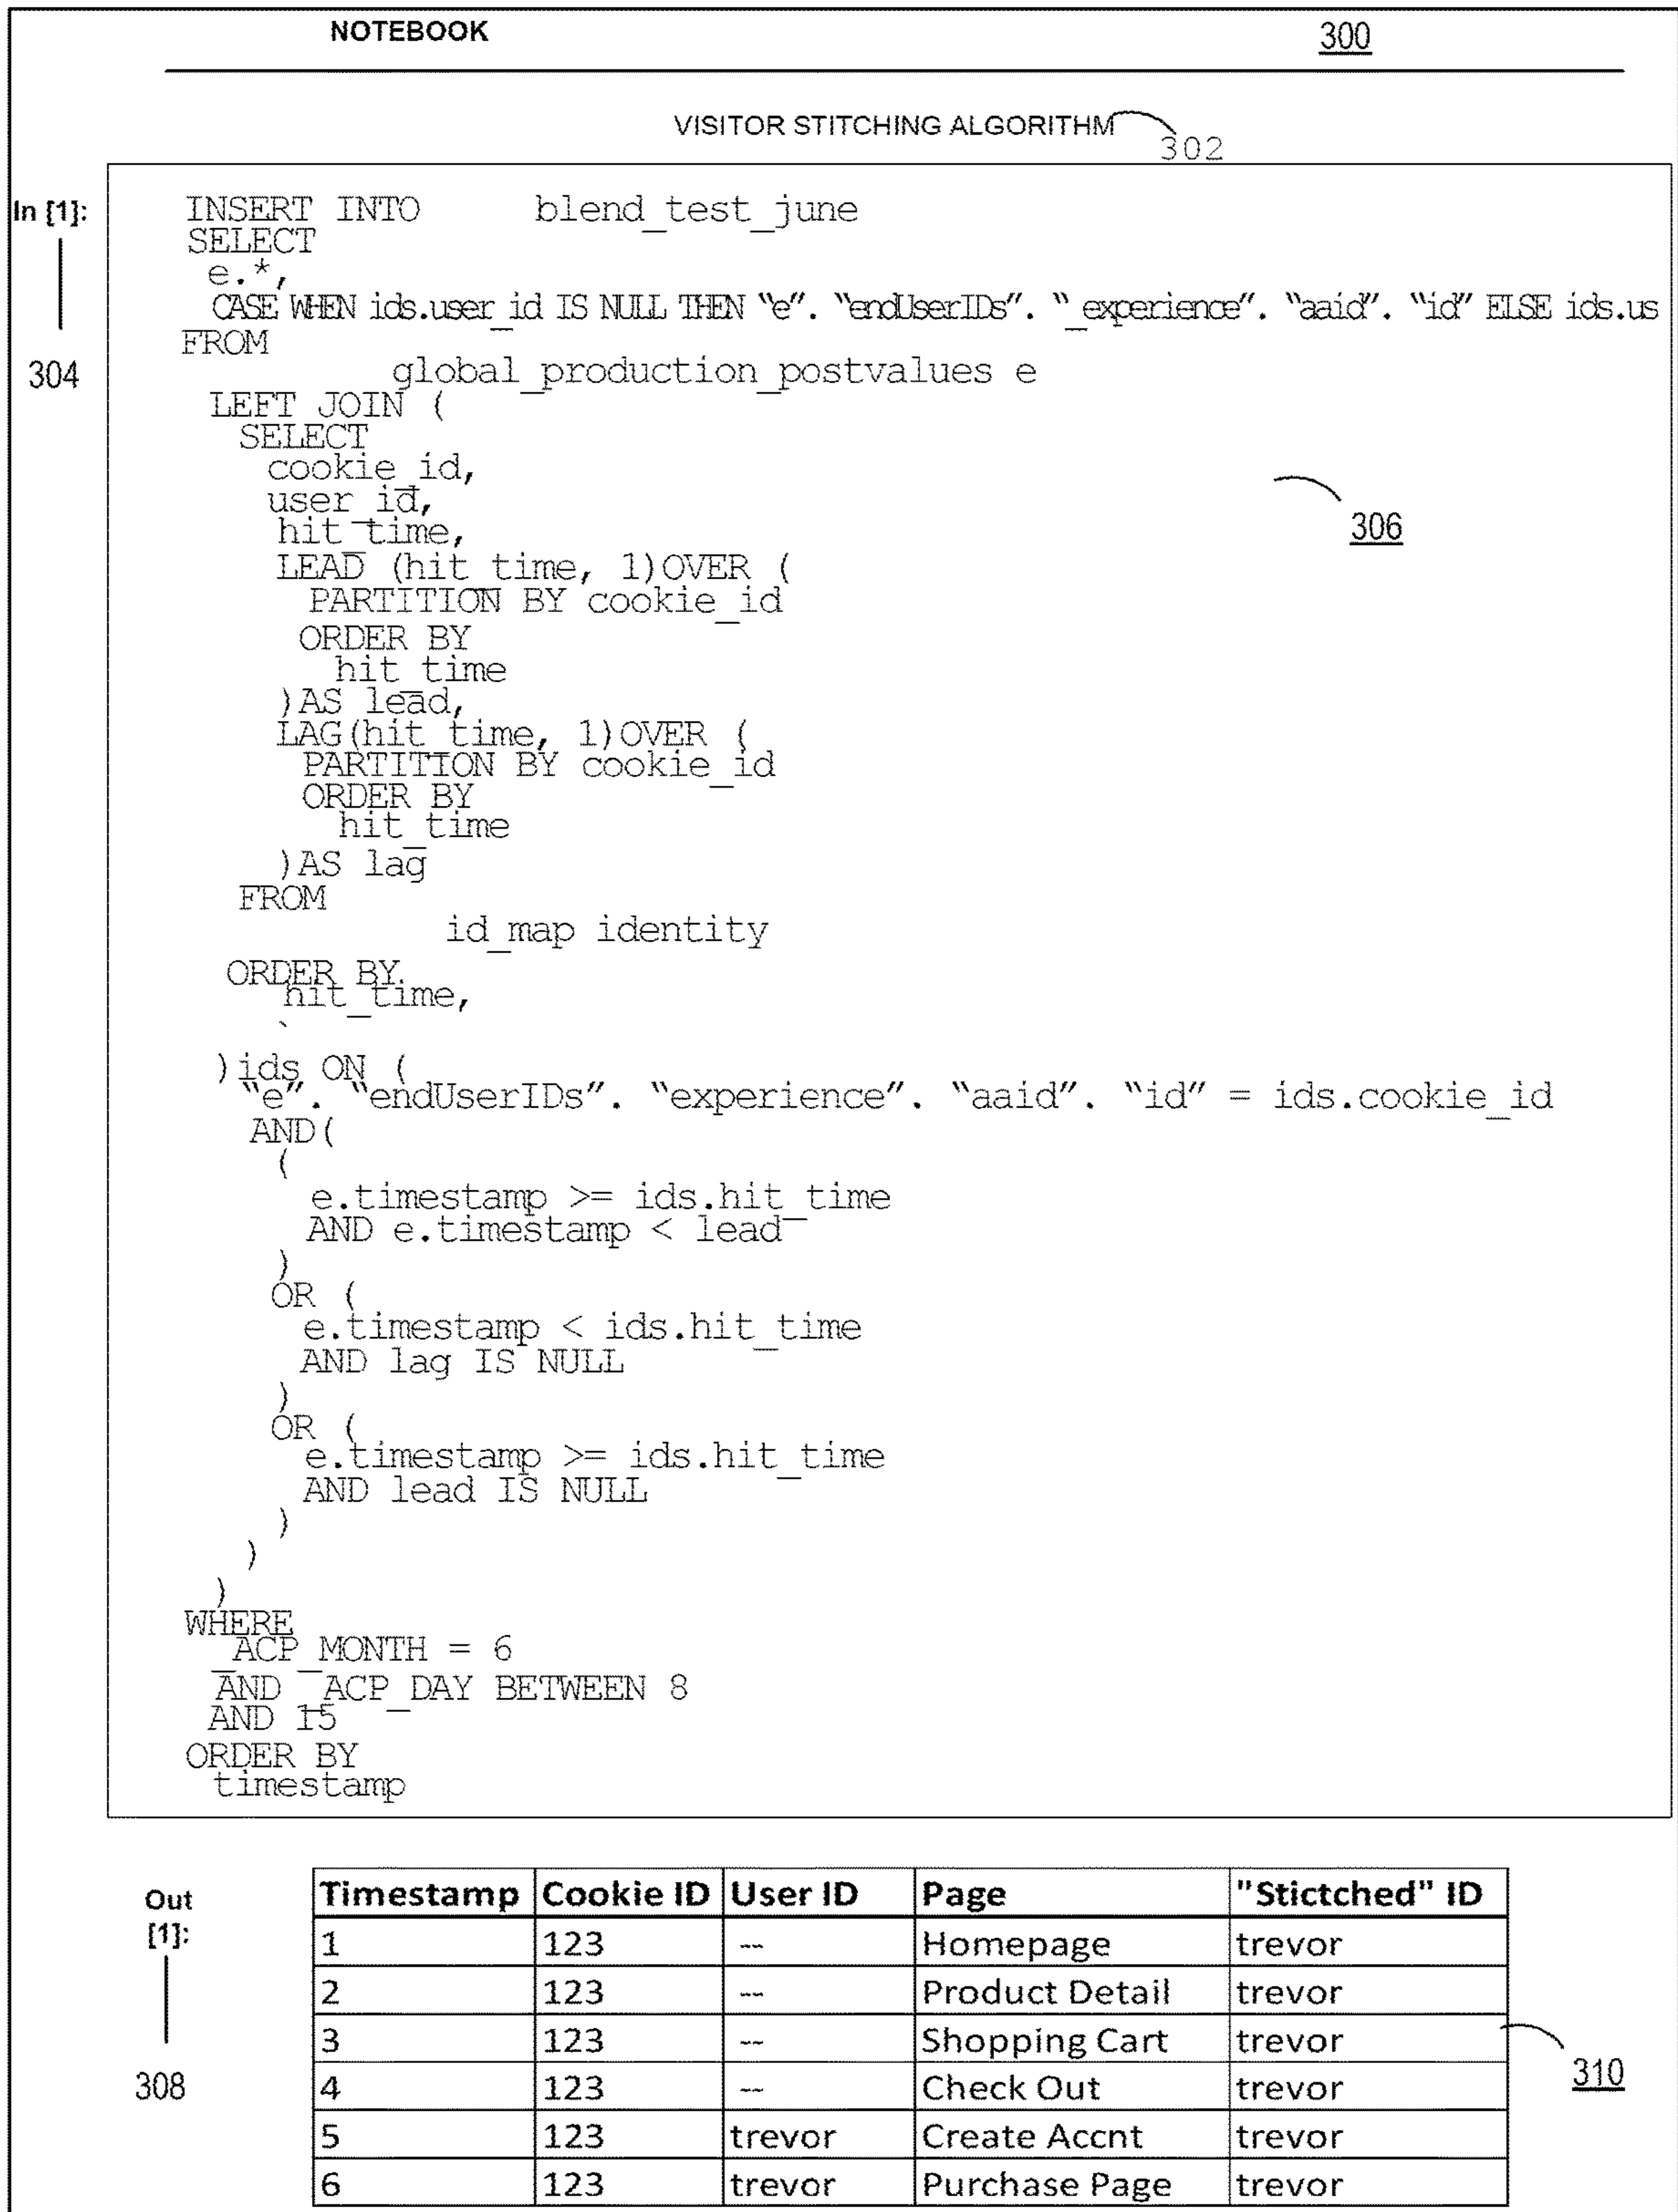 NOTEBOOK 300
VISITOR STITCHING ALGORITHM 302
In [1]:
304
INSERT INTO blend_test_june
SELECT
e.*,
CASE WHEN ids.user_id IS NULL THEN “e”. “endUserIDs”. “_experience”. “aaid”. “id” ELSE ids.us
FROM
global_production_postvalues e
LEFT JOIN (
SELECT
cookie_id,
user_id,
hit_time,
LEAD (hit_time, 1)OVER (
PARTITION BY cookie_id
ORDER BY
hit_time
)AS lead,
LAG(hit_time, 1)OVER (
PARTITION BY cookie_id
ORDER BY
hit_time
)AS lag
FROM
id_map identity
ORDER BY
hit_time,
`
)ids ON (
“e”. “endUserIDs”. “experience”. “aaid”. “id” = ids.cookie_id
AND(
(
e.timestamp >= ids.hit_time
AND e.timestamp < lead
)
OR (
e.timestamp < ids.hit_time
AND lag IS NULL
)
OR (
e.timestamp >= ids.hit_time
AND lead IS NULL
)
)
)
WHERE
_ACP_MONTH = 6
AND _ACP_DAY BETWEEN 8
AND 15
ORDER BY
timestamp
306
Out
[1]:
308
Timestamp Cookie ID User ID Page "Stictched" ID
1 123 -- Homepage trevor
2 123 -- Product Detail trevor
3 123 -- Shopping Cart trevor
4 123 -- Check Out trevor
5 123 trevor Create Accnt trevor
6 123 trevor Purchase Page trevor
310